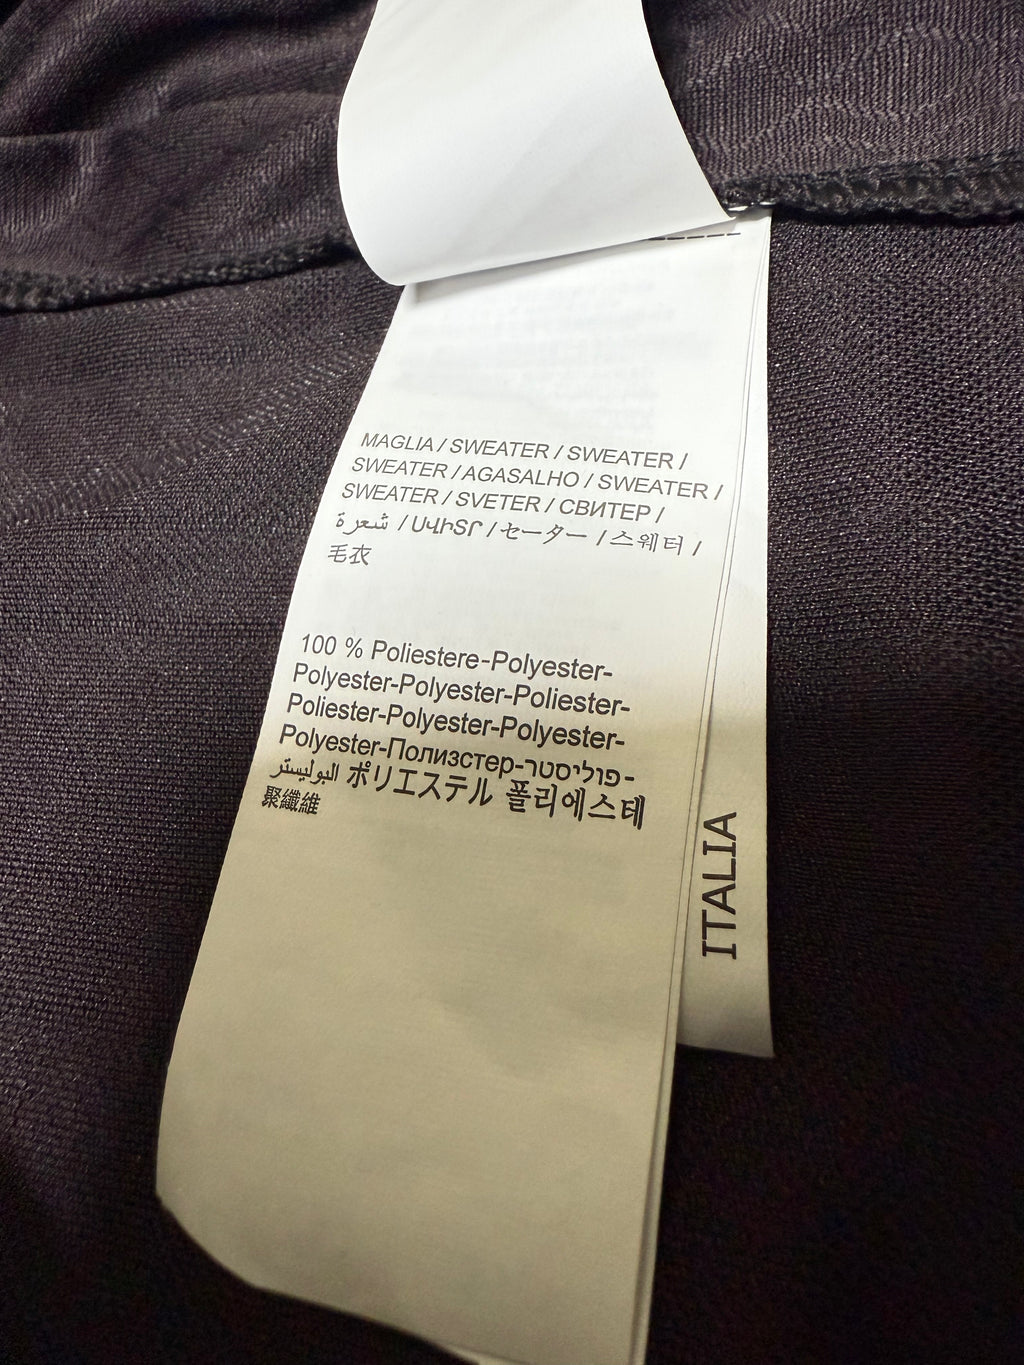 MAGLIA / SWEATER / SWEATER /
SWEATER / AGASALHO / SWEATER /
SWEATER / SVETER / СВИТЕР /
شعرة / ՍՎԻՏՐ / セーター / 스웨터 /
毛衣
100 % Poliestere-Polyester-
Polyester-Polyester-Poliester-
Poliester-Polyester-Polyester-
Polyester-Полиэстер-פוליסטר-
البوليستر ポリエステル 폴리에스테
聚纖維
ITALIA